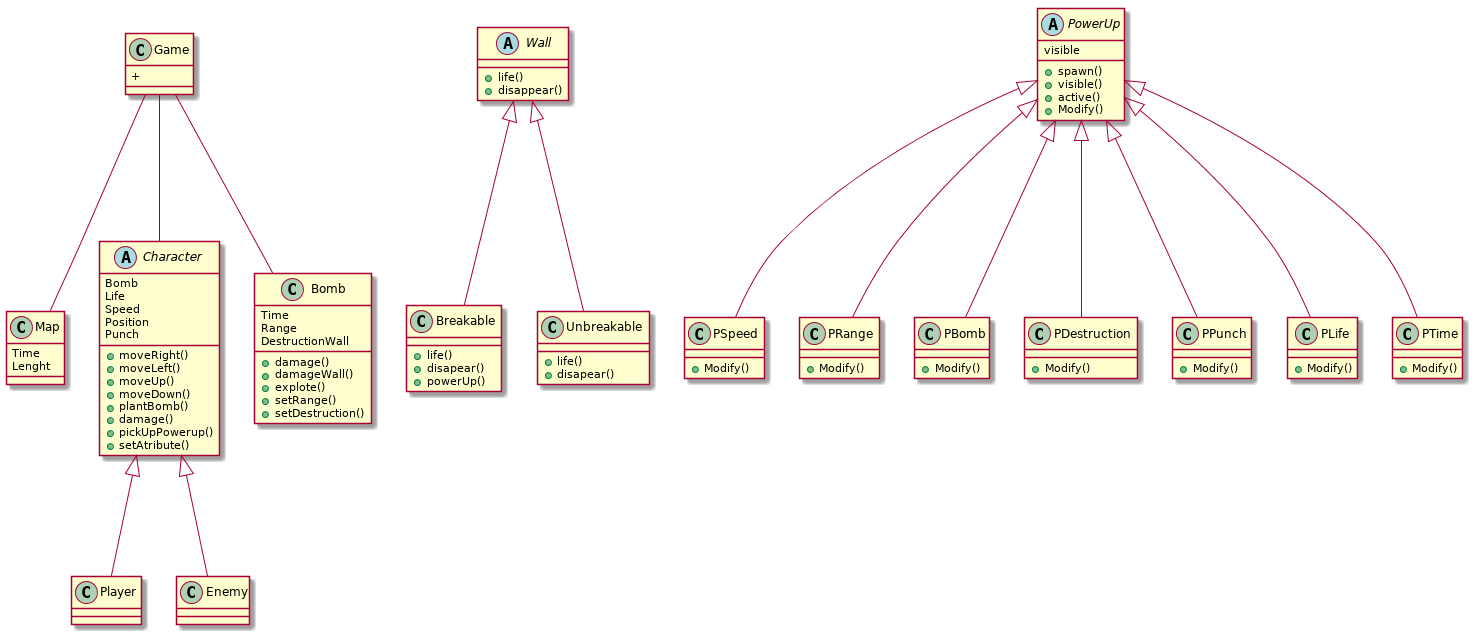 C Game
+
C Map
Time
Lenght
A Character
Bomb
Life
Speed
Position
Punch
moveRight()
moveLeft()
moveUp()
moveDown()
plantBomb()
damage()
pickUpPowerup()
setAtribute()
C Bomb
Time
Range
DestructionWall
damage()
damageWall()
explote()
setRange()
setDestruction()
C Player
C Enemy
A Wall
life()
disappear()
C Breakable
life()
disapear()
powerUp()
C Unbreakable
life()
disapear()
A PowerUp
visible
spawn()
visible()
active()
Modify()
C PSpeed
Modify()
C PRange
Modify()
C PBomb
Modify()
C PDestruction
Modify()
C PPunch
Modify()
C PLife
Modify()
C PTime
Modify()